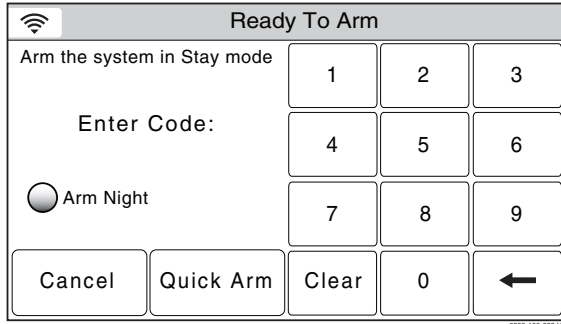 Ready To Arm
Arm the system in Stay mode
Enter Code:
Arm Night
1 2 3
4 5 6
7 8 9
Cancel Quick Arm Clear 0